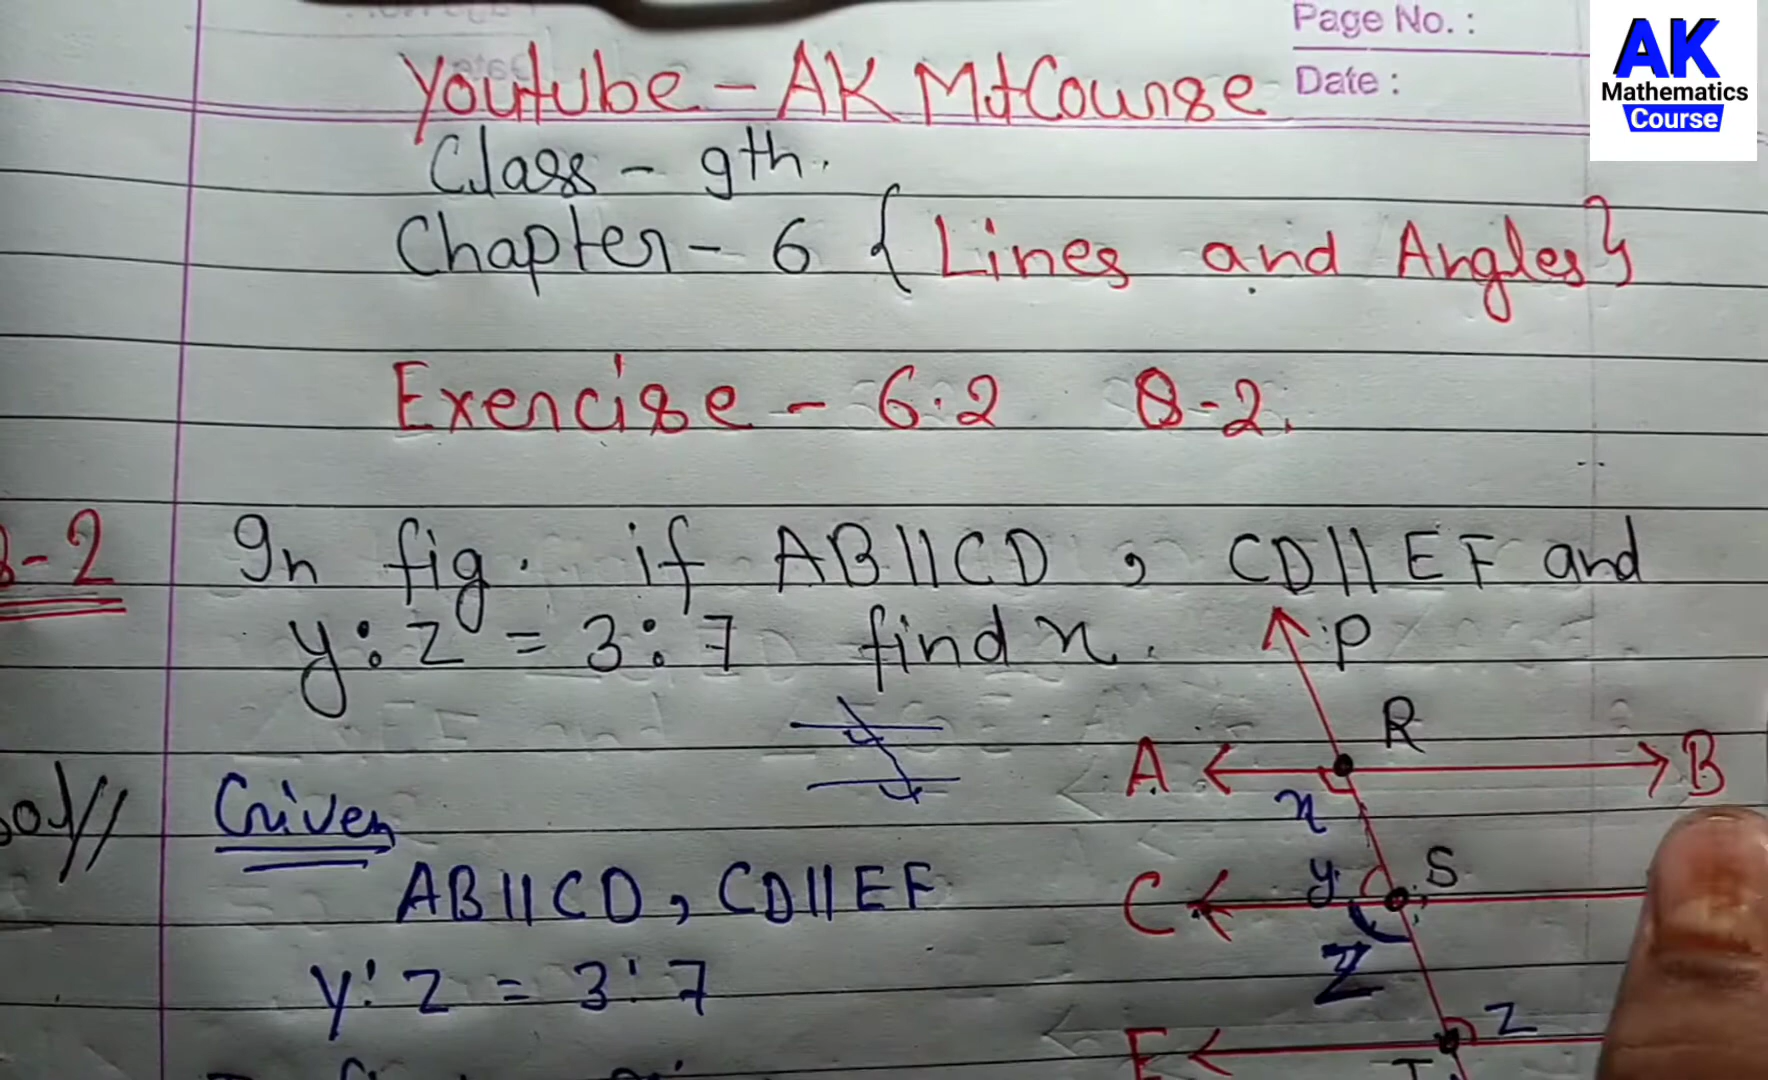 Page No. :
Date :
AK
Mathematics
Course
Youtube - AK MtCourse
Class - 9th.
Chapter - 6 { Lines and Angles }
Exercise - 6.2 Q-2.
Q-2 In fig. if AB||CD , CD||EF and
y : z = 3 : 7 find x.
P
R
A B
x
Sol// Given
y S
C
AB||CD , CD||EF
Z
y : z = 3 : 7
z
E
T